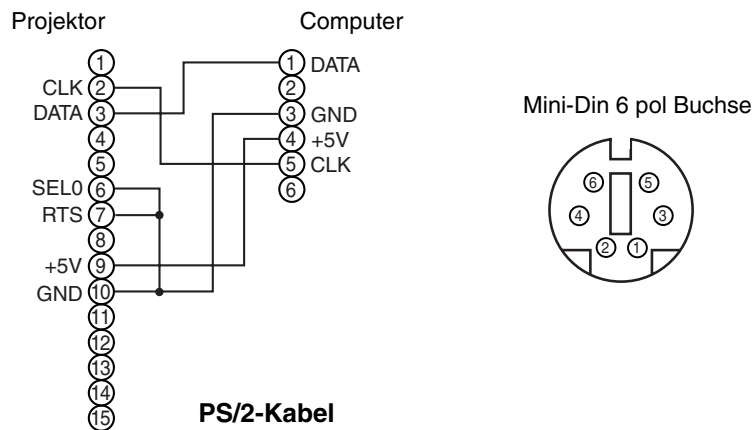 Projektor
Computer
1
CLK 2
DATA 3
4
5
SEL0 6
RTS 7
8
+5V 9
GND 10
11
12
13
14
15
1 DATA
2
3 GND
4 +5V
5 CLK
6
PS/2-Kabel
Mini-Din 6 pol Buchse
6 5
4 3
2 1